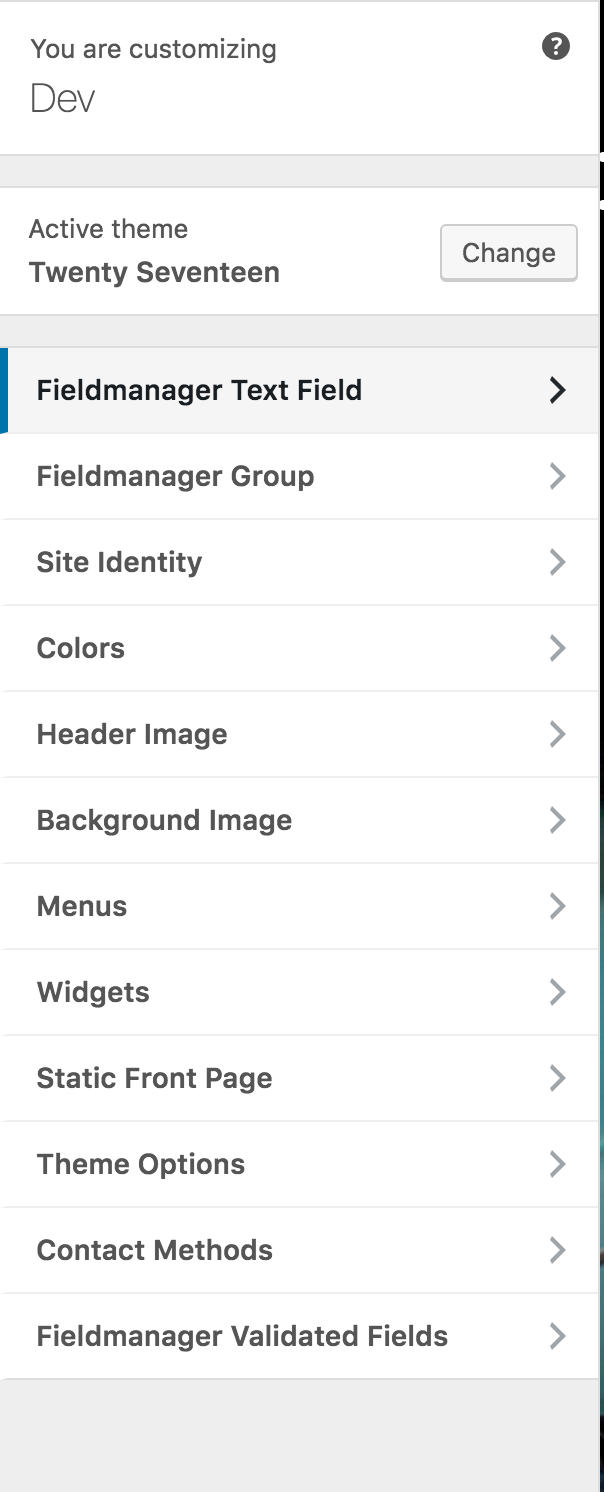 You are customizing
?
Dev
Active theme
Twenty Seventeen
Change
Fieldmanager Text Field
Fieldmanager Group
Site Identity
Colors
Header Image
Background Image
Menus
Widgets
Static Front Page
Theme Options
Contact Methods
Fieldmanager Validated Fields